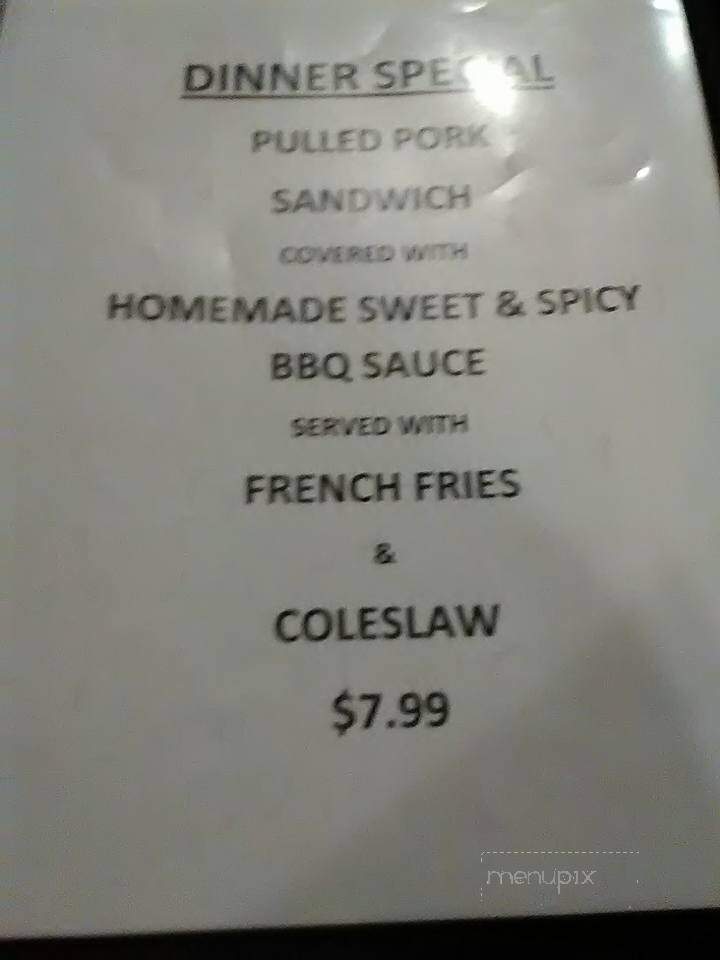 DINNER SPECIAL
PULLED PORK
SANDWICH
COVERED WITH
HOMEMADE SWEET & SPICY
BBQ SAUCE
SERVED WITH
FRENCH FRIES
&
COLESLAW
$7.99
menupix